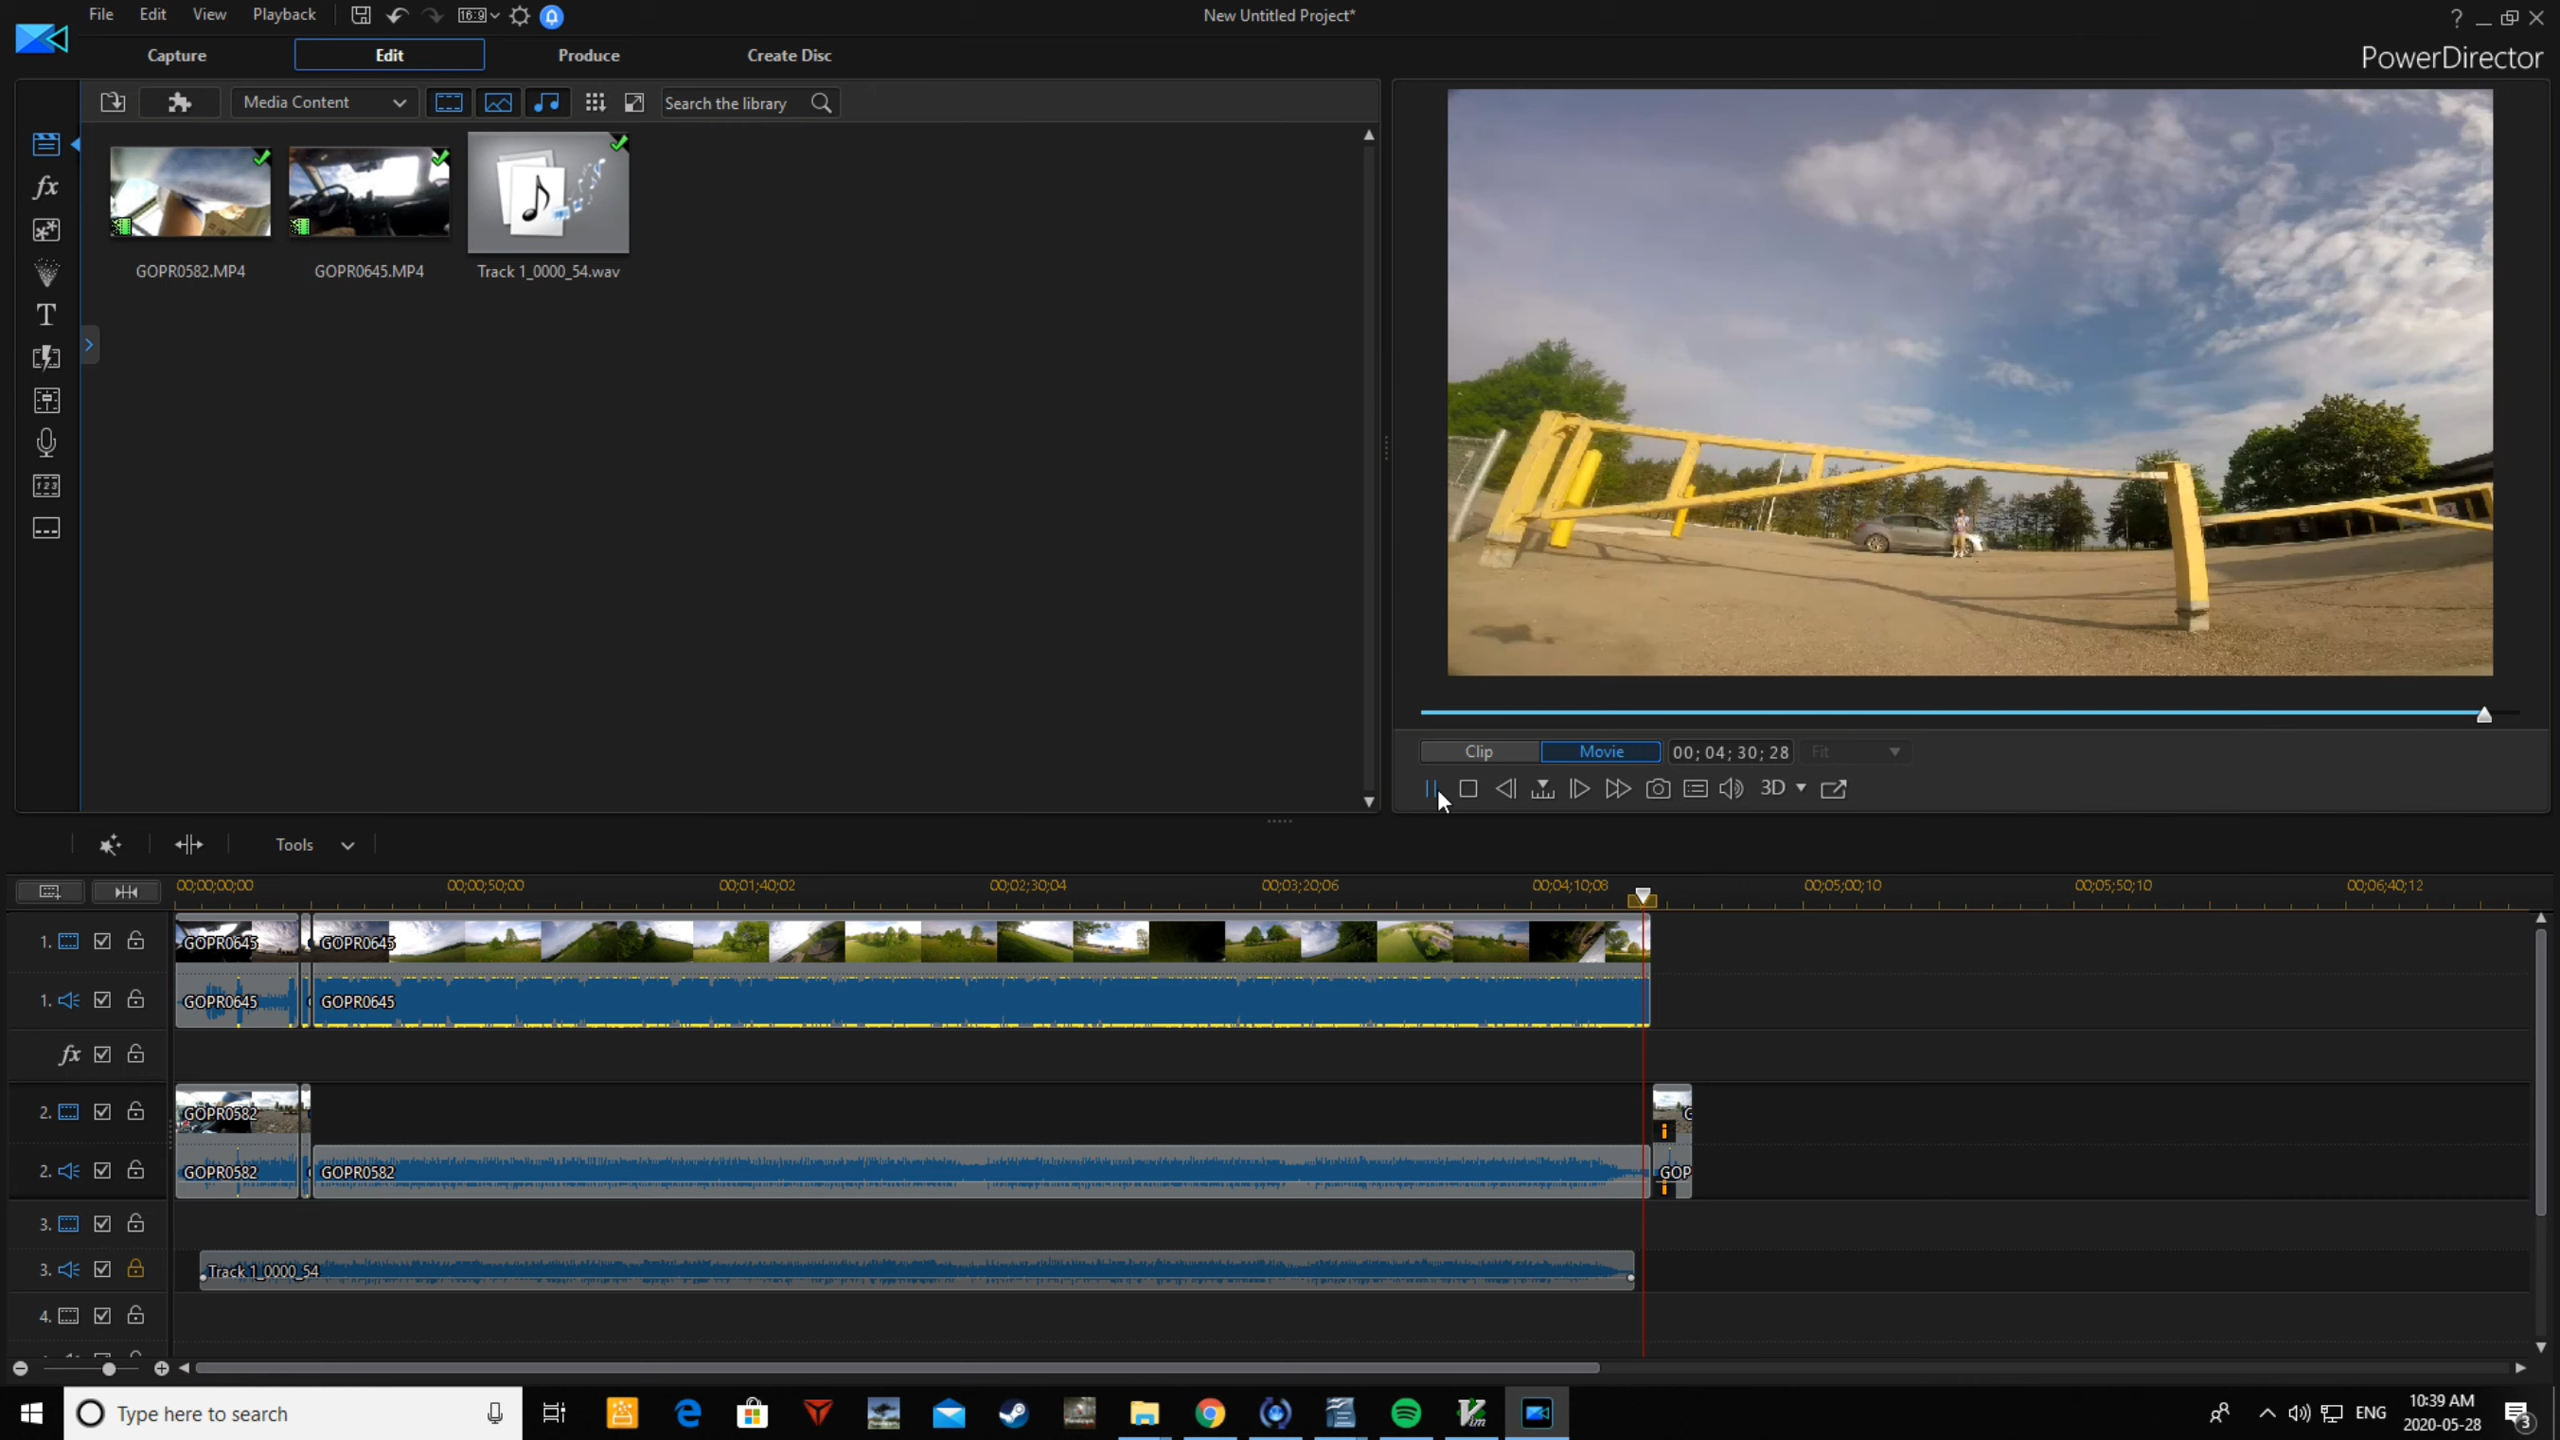 File Edit View Playback 16:9 New Untitled Project* ?
Capture Edit Produce Create Disc PowerDirector
Media Content Search the library
fx
T
123
GOPR0582.MP4 GOPR0645.MP4 Track 1_0000_54.wav
Clip Movie 00; 04; 30; 28 Fit
3D
Tools
00;00;00;00 00;00;50;00 00;01;40;02 00;02;30;04 00;03;20;06 00;04;10;08 00;05;00;10 00;05;50;10 00;06;40;12
1. GOPR0645 GOPR0645
1. GOPR0645 GOPR0645
fx
2. GOPR0582 G
i
2. GOPR0582 GOPR0582 GOP
i
3.
3. Track 1_0000_54
4.
Type here to search ENG 10:39 AM
2020-05-28 3